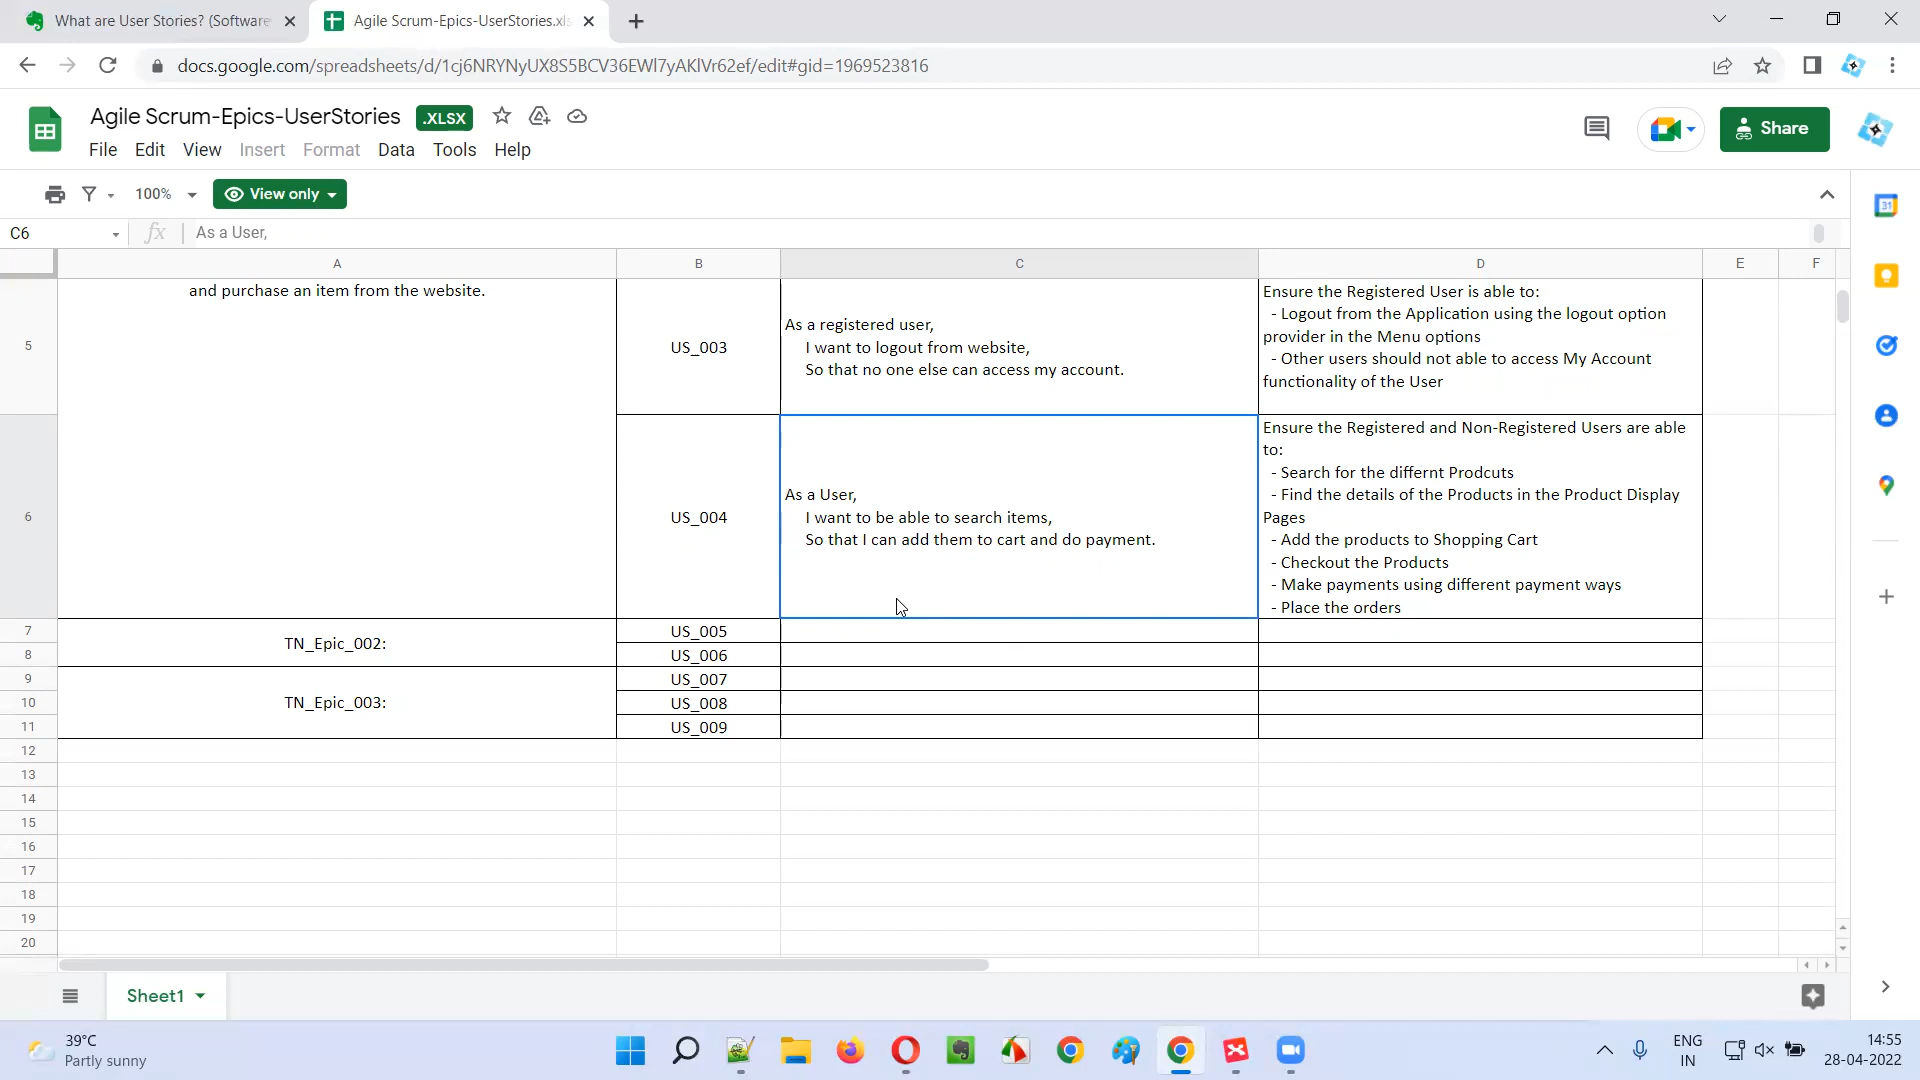 What are User Stories? (Software
Agile Scrum-Epics-UserStories.xls
docs.google.com/spreadsheets/d/1cj6NRYNyUX8S5BCV36EWl7yAKlVr62ef/edit#gid=1969523816
Agile Scrum-Epics-UserStories .XLSX
File Edit View Insert Format Data Tools Help
Share
100% View only
C6 fx As a User,
A B C D E F
and purchase an item from the website.
5
US_003
As a registered user,
I want to logout from website,
So that no one else can access my account.
Ensure the Registered User is able to:
- Logout from the Application using the logout option
provider in the Menu options
- Other users should not able to access My Account
functionality of the User
6
US_004
As a User,
I want to be able to search items,
So that I can add them to cart and do payment.
Ensure the Registered and Non-Registered Users are able
to:
- Search for the differnt Prodcuts
- Find the details of the Products in the Product Display
Pages
- Add the products to Shopping Cart
- Checkout the Products
- Make payments using different payment ways
- Place the orders
7 US_005
TN_Epic_002:
8 US_006
9 US_007
10 TN_Epic_003: US_008
11 US_009
12
13
14
15
16
17
18
19
20
Sheet1
39°C
Partly sunny
ENG
IN
14:55
28-04-2022
31